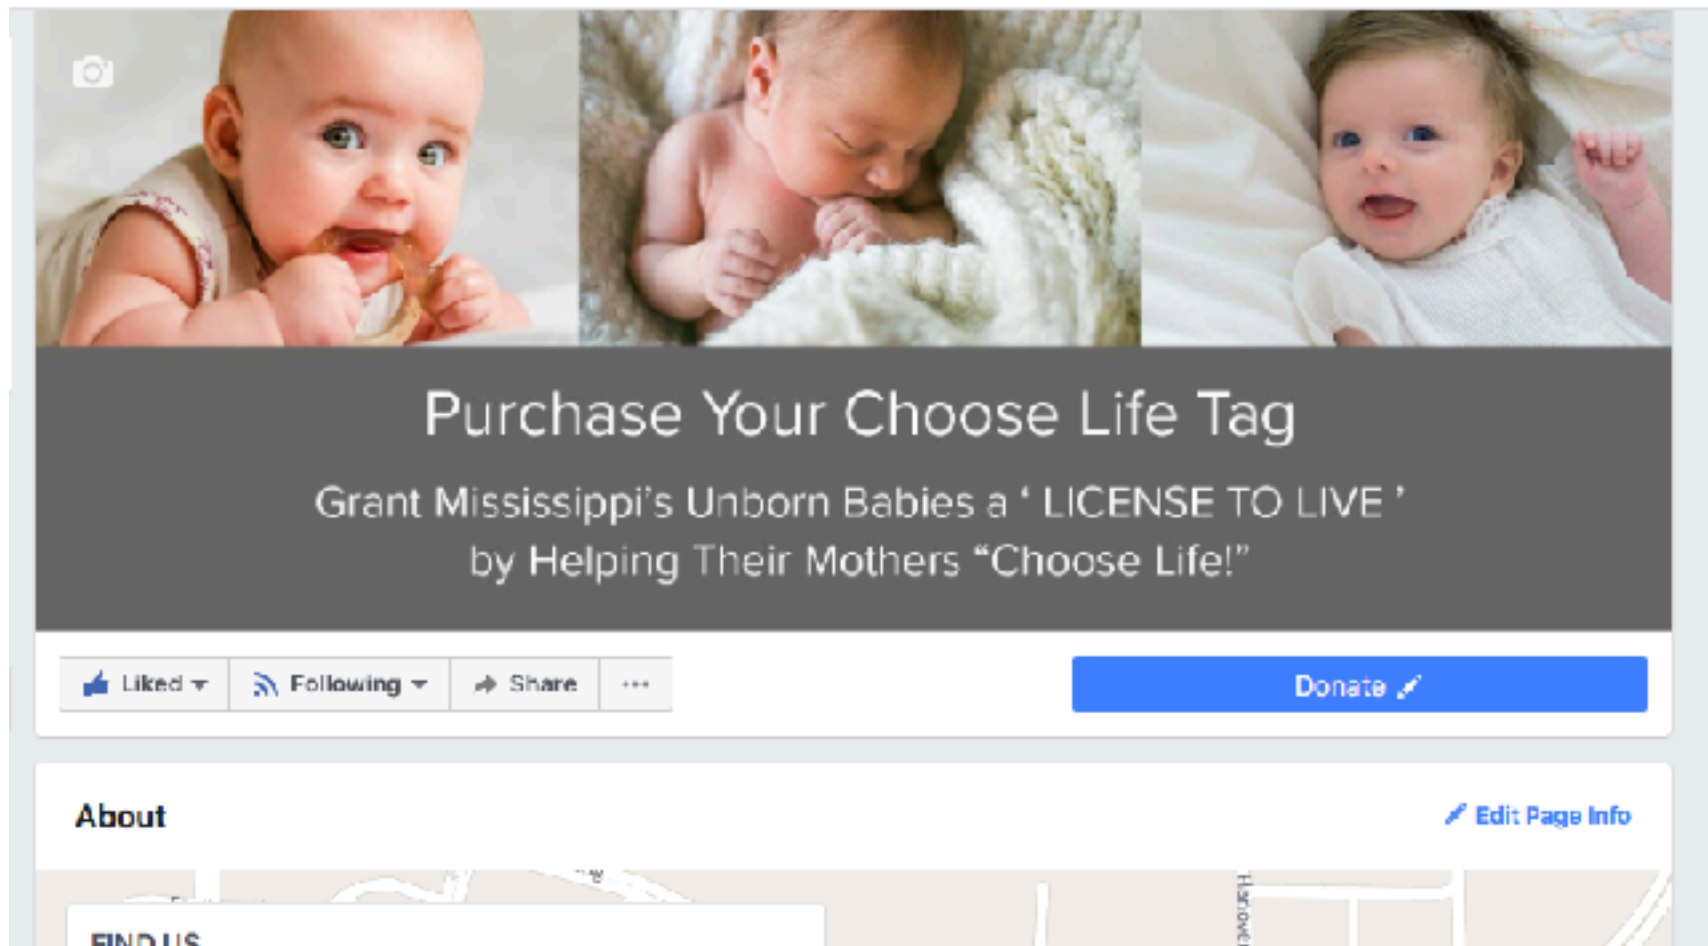 Purchase Your Choose Life Tag
Grant Mississippi's Unborn Babies a ‘ LICENSE TO LIVE ’
by Helping Their Mothers “Choose Life!”
Liked
Following
Share
Donate
About
Edit Page Info
FIND US